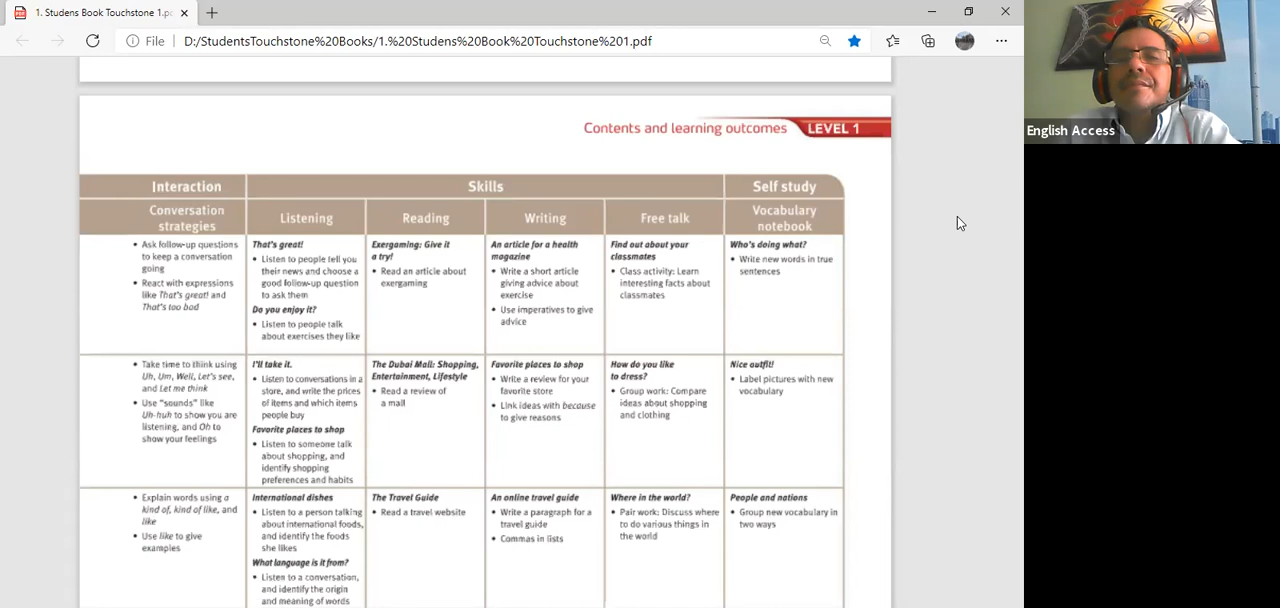 1. Studens Book Touchstone 1.pd
File
D:/StudentsTouchstone%20Books/1.%20Studens%20Book%20Touchstone%201.pdf
English Access
Contents and learning outcomes LEVEL 1
Interaction
Skills
Self study
Conversation
strategies
Listening
Reading
Writing
Free talk
Vocabulary
notebook
• Ask follow-up questions
to keep a conversation
going
• React with expressions
like That's great! and
That's too bad
That's great!
• Listen to people tell you
their news and choose a
good follow-up question
to ask them
Do you enjoy it?
• Listen to people talk
about exercises they like
Exergaming: Give it
a try!
• Read an article about
exergaming
An article for a health
magazine
• Write a short article
giving advice about
exercise
• Use imperatives to give
advice
Find out about your
classmates
• Class activity: Learn
interesting facts about
classmates
Who's doing what?
• Write new words in true
sentences
• Take time to think using
Uh, Um, Well, Let's see,
and Let me think
• Use "sounds" like
Uh-huh to show you are
listening, and Oh to
show your feelings
I'll take it.
• Listen to conversations in a
store, and write the prices
of items and which items
people buy
Favorite places to shop
• Listen to someone talk
about shopping, and
identify shopping
preferences and habits
The Dubai Mall: Shopping,
Entertainment, Lifestyle
• Read a review of
a mall
Favorite places to shop
• Write a review for your
favorite store
• Link ideas with because
to give reasons
How do you like
to dress?
• Group work: Compare
ideas about shopping
and clothing
Nice outfit!
• Label pictures with new
vocabulary
• Explain words using a
kind of, kind of like, and
like
• Use like to give
examples
International dishes
• Listen to a person talking
about international foods,
and identify the foods
she likes
What language is it from?
• Listen to a conversation,
and identify the origin
and meaning of words
The Travel Guide
• Read a travel website
An online travel guide
• Write a paragraph for a
travel guide
• Commas in lists
Where in the world?
• Pair work: Discuss where
to do various things in
the world
People and nations
• Group new vocabulary in
two ways